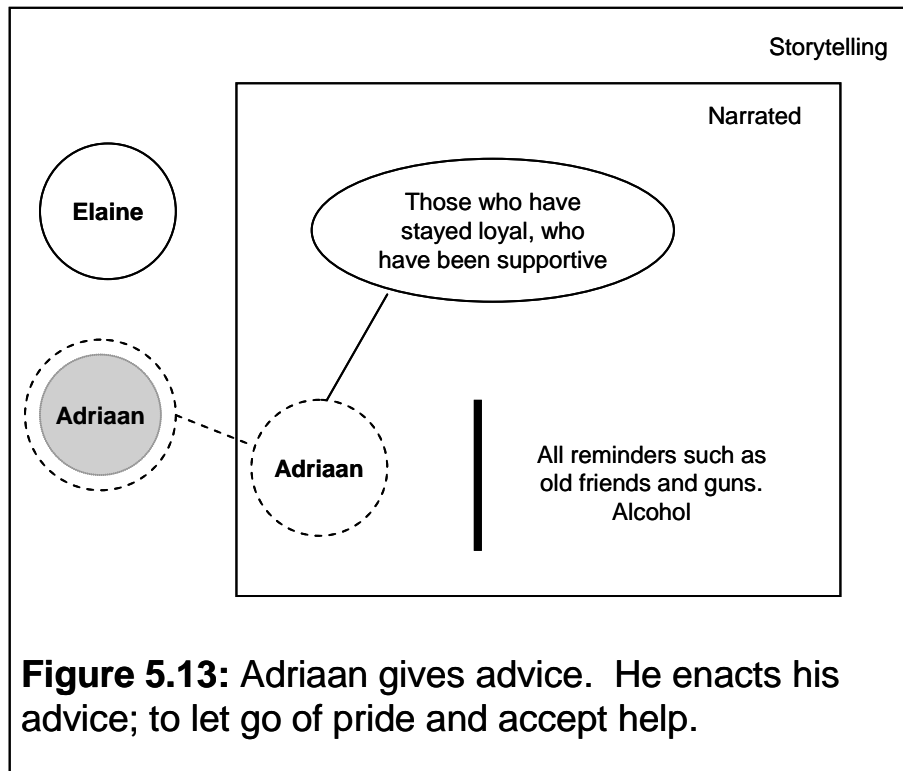 Storytelling
Narrated
Elaine
Those who have
stayed loyal, who
have been supportive
Adriaan
Adriaan
All reminders such as
old friends and guns.
Alcohol
Figure 5.13: Adriaan gives advice.  He enacts his
advice; to let go of pride and accept help.